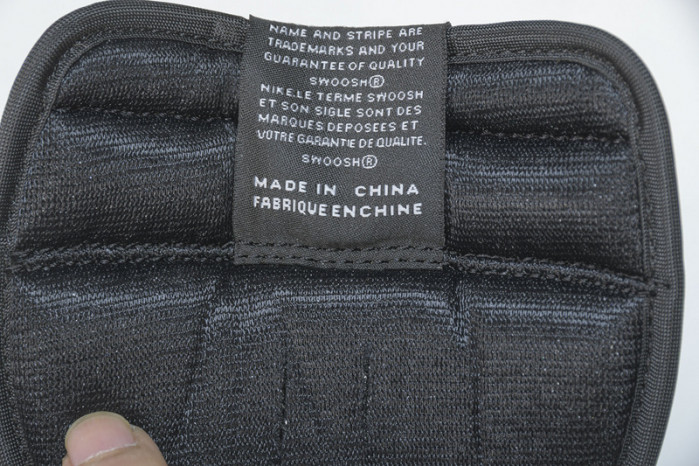 NAME AND STRIPE ARE
TRADEMARKS AND YOUR
GUARANTEE OF QUALITY
SWOOSH®
NIKE.LE TERME SWOOSH
ET SON SIGLE SONT DES
MARQUES DEPOSEES ET
VOTRE GARANTIE DE QUALITE.
SWOOSH®
MADE IN CHINA
FABRIQUEENCHINE